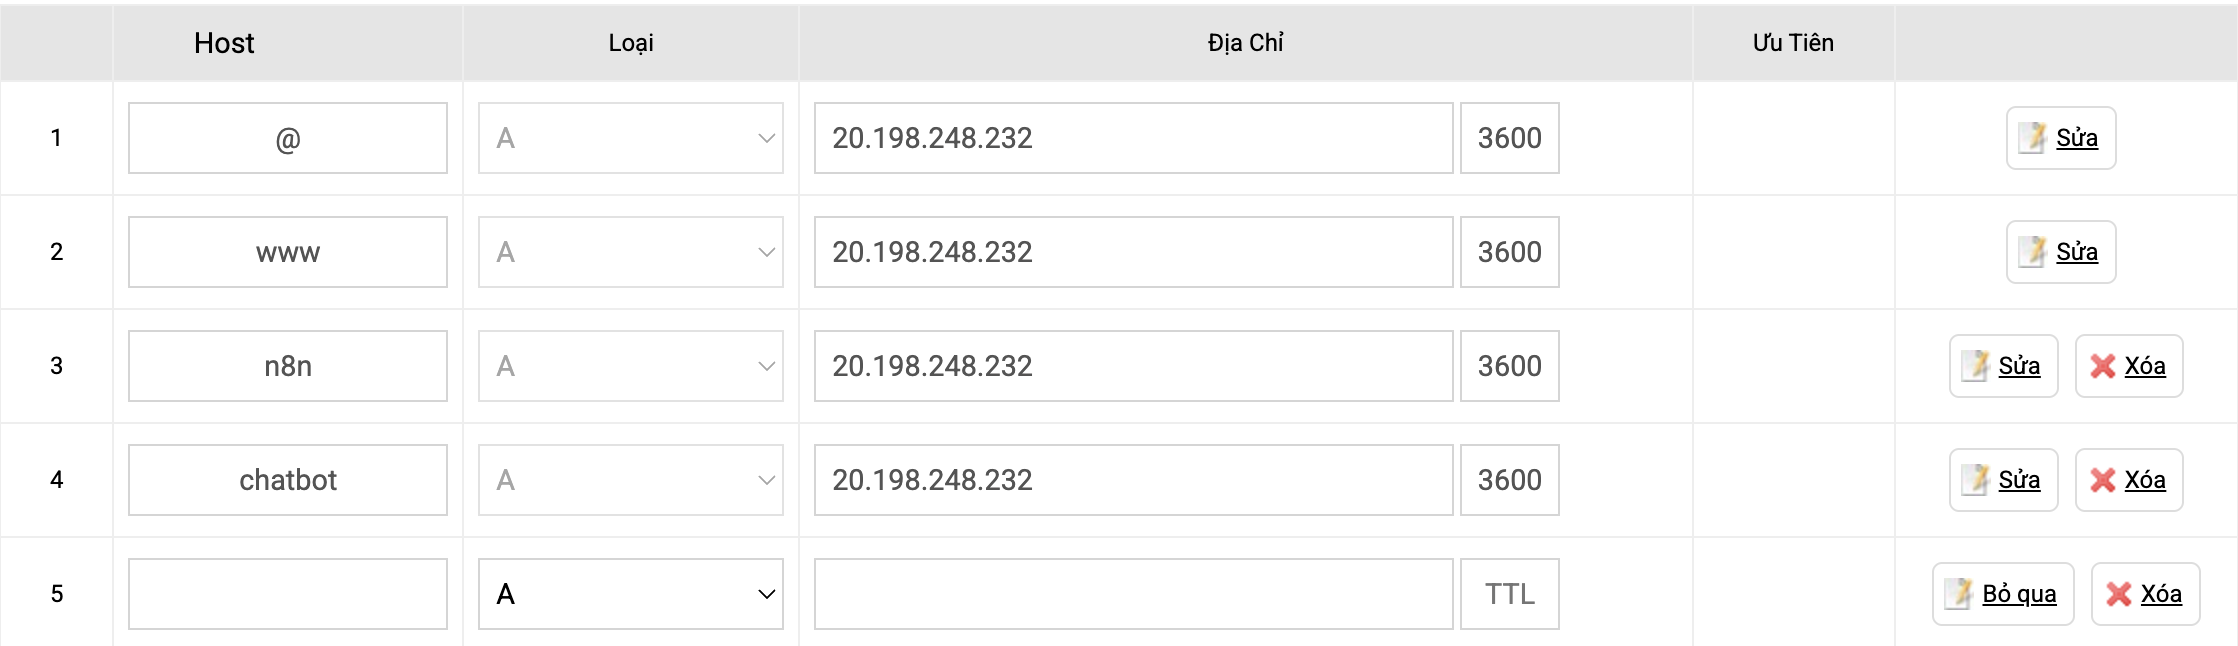 Host Loại Địa Chỉ Ưu Tiên
1 @ A 20.198.248.232 3600 Sửa
2 www A 20.198.248.232 3600 Sửa
3 n8n A 20.198.248.232 3600 Sửa Xóa
4 chatbot A 20.198.248.232 3600 Sửa Xóa
5 A TTL Bỏ qua Xóa